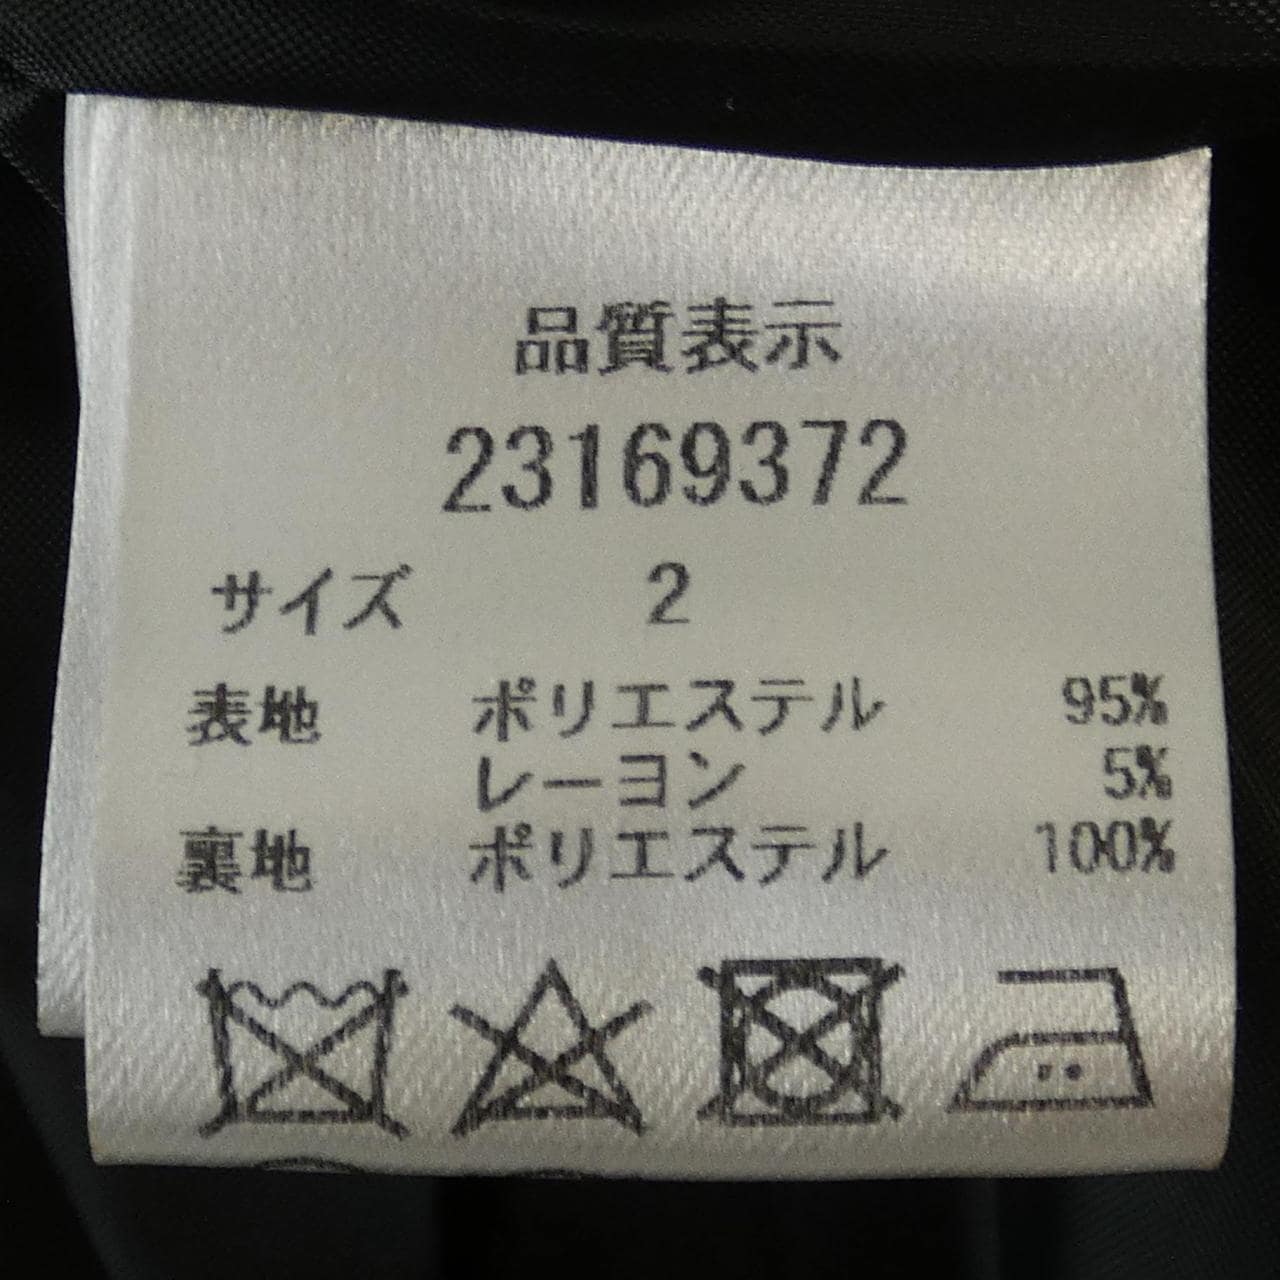 品質表示
23169372
サイズ 2
表地 ポリエステル 95%
レーヨン 5%
裏地 ポリエステル 100%